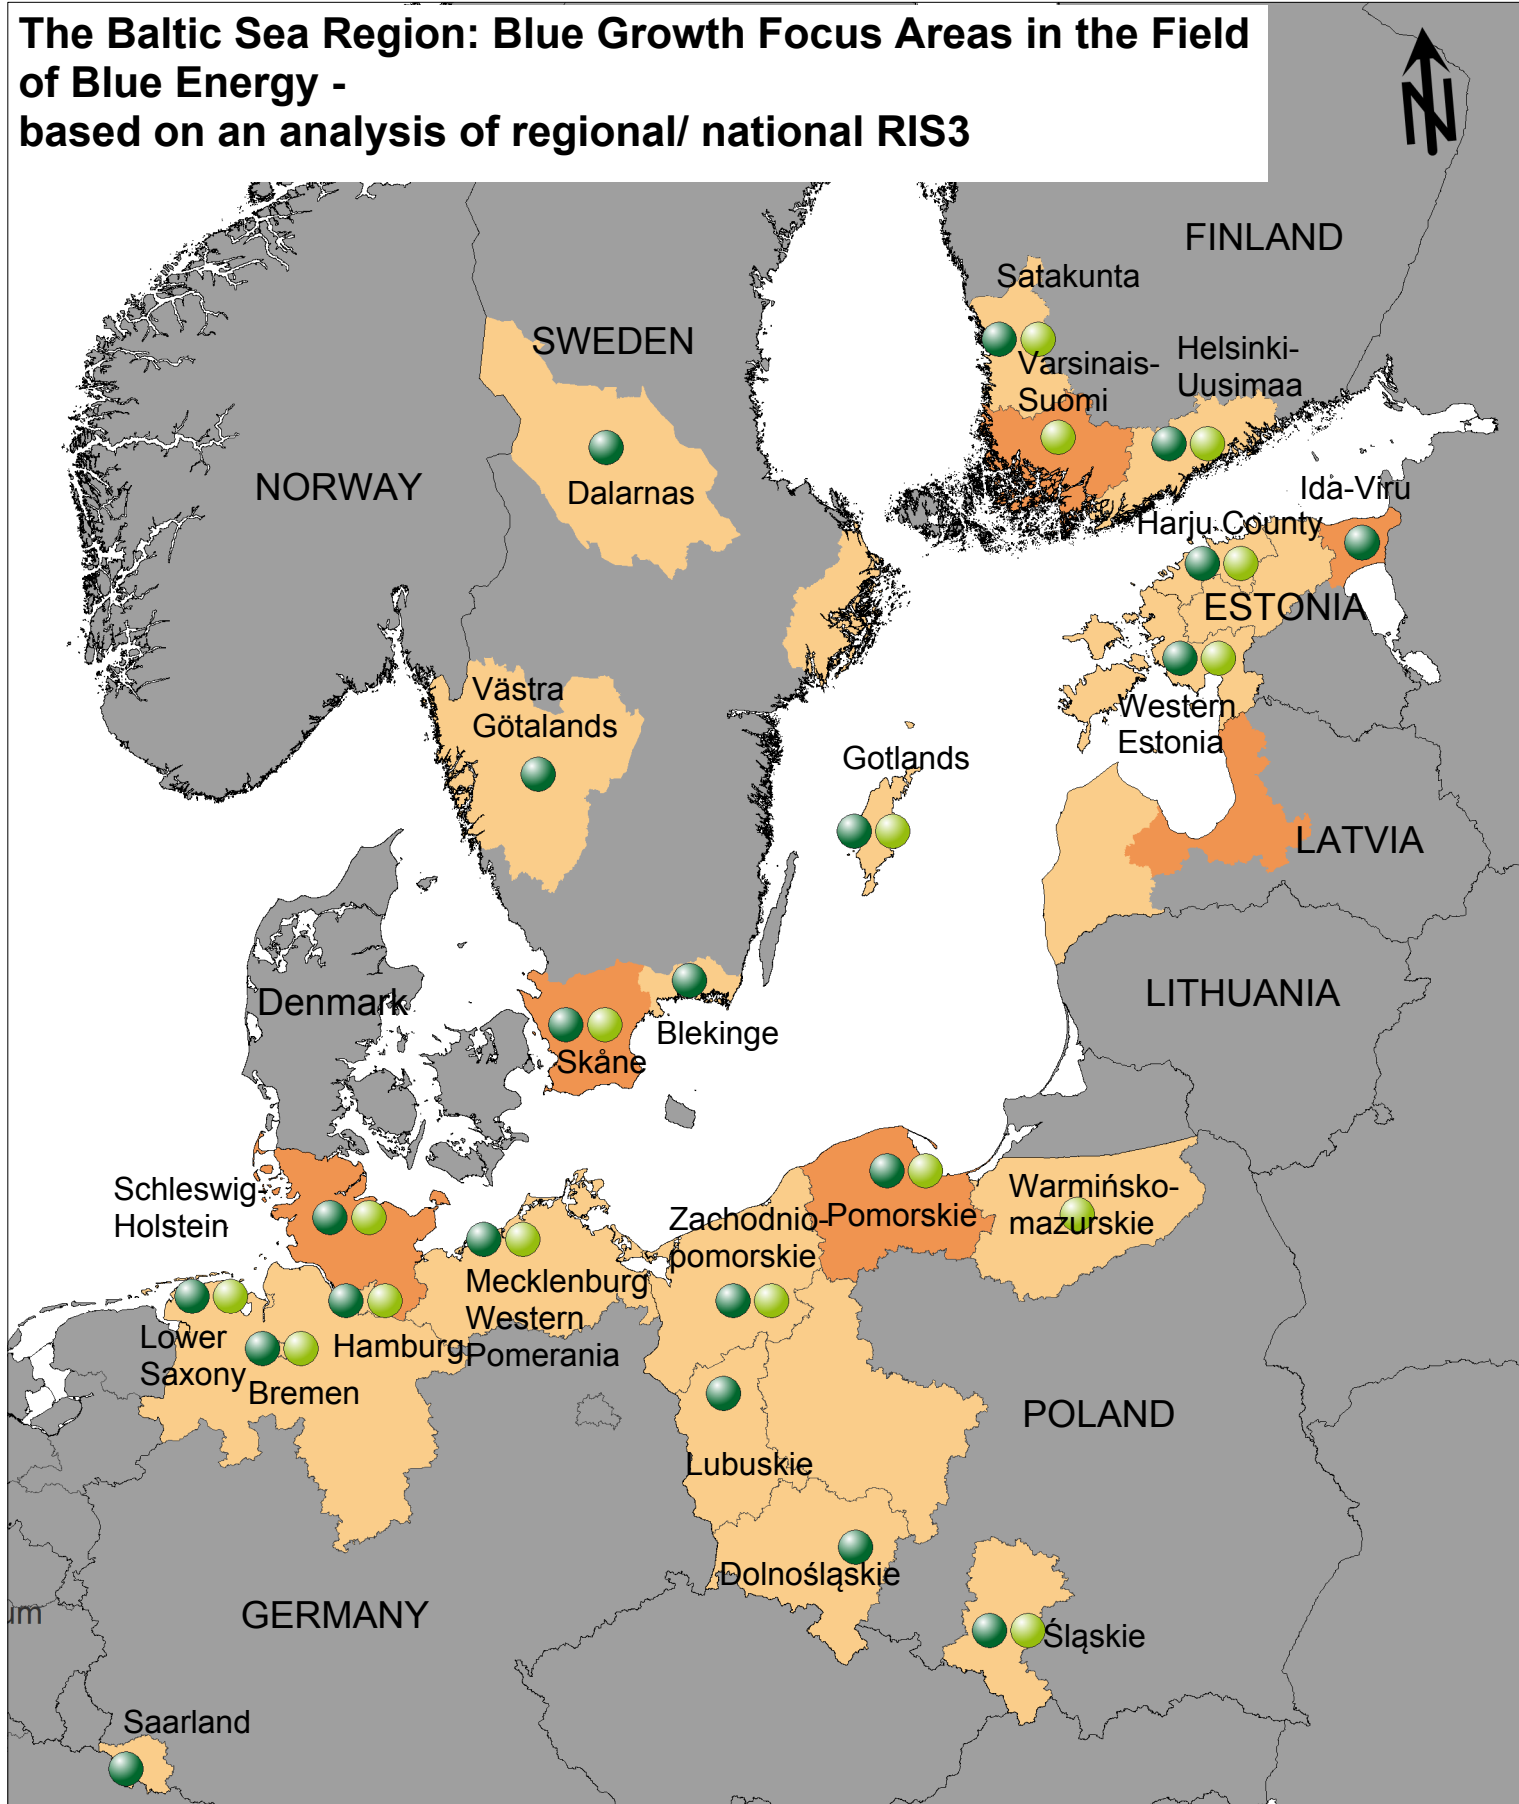 The Baltic Sea Region: Blue Growth Focus Areas in the Field
of Blue Energy -
based on an analysis of regional/ national RIS3
N
FINLAND
Satakunta
SWEDEN
Varsinais-
Suomi
Helsinki-
Uusimaa
NORWAY
Dalarnas
Ida-Viru
Harju County
ESTONIA
Västra
Götalands
Western
Estonia
Gotlands
LATVIA
LITHUANIA
Denmark
Blekinge
Skåne
Schleswig-
Holstein
Warmińsko-
mazurskie
Pomorskie
Zachodnio-
pomorskie
Mecklenburg
Western
Pomerania
Lower
Saxony
Hamburg
Bremen
POLAND
Lubuskie
Dolnośląskie
GERMANY
um
Śląskie
Saarland